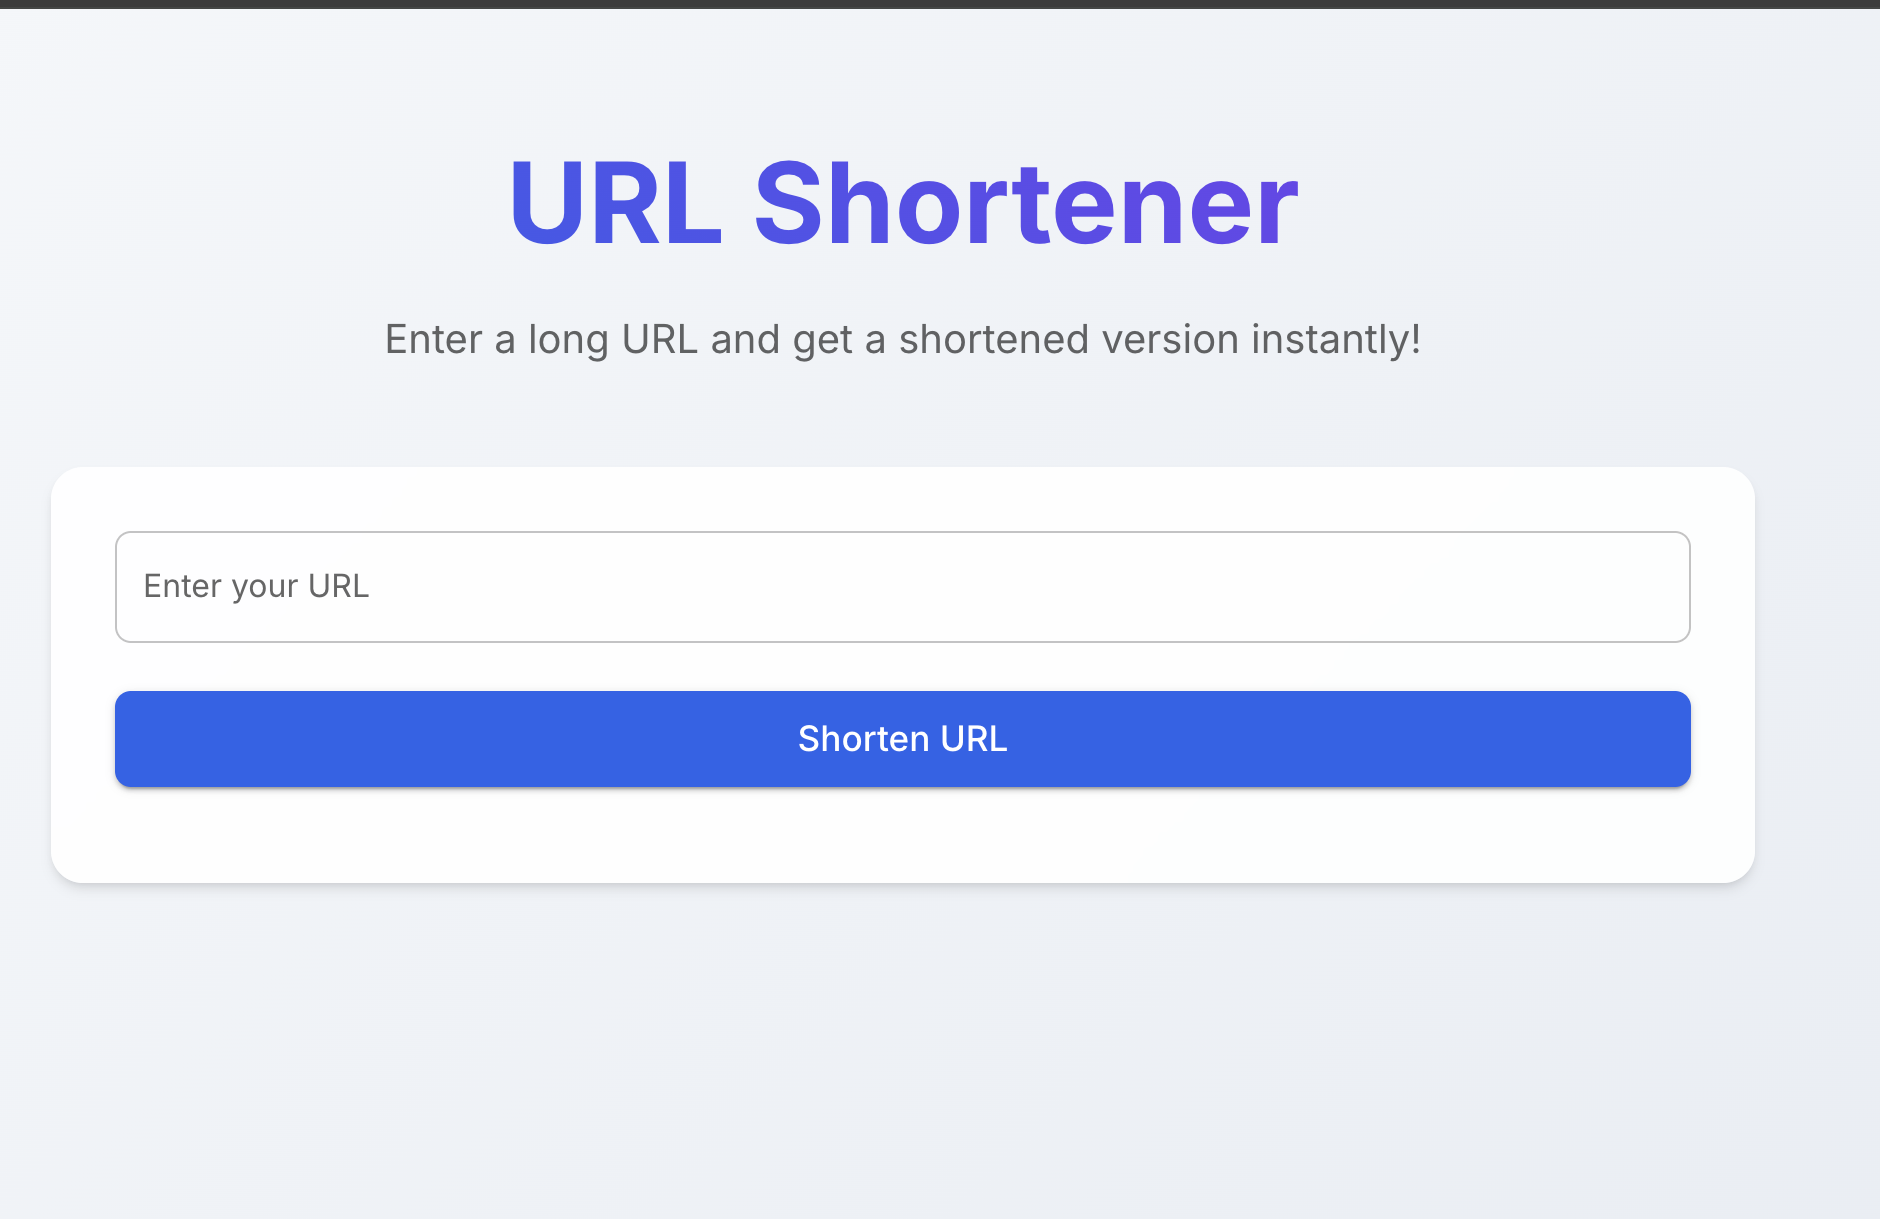 URL Shortener
Enter a long URL and get a shortened version instantly!
Enter your URL
Shorten URL